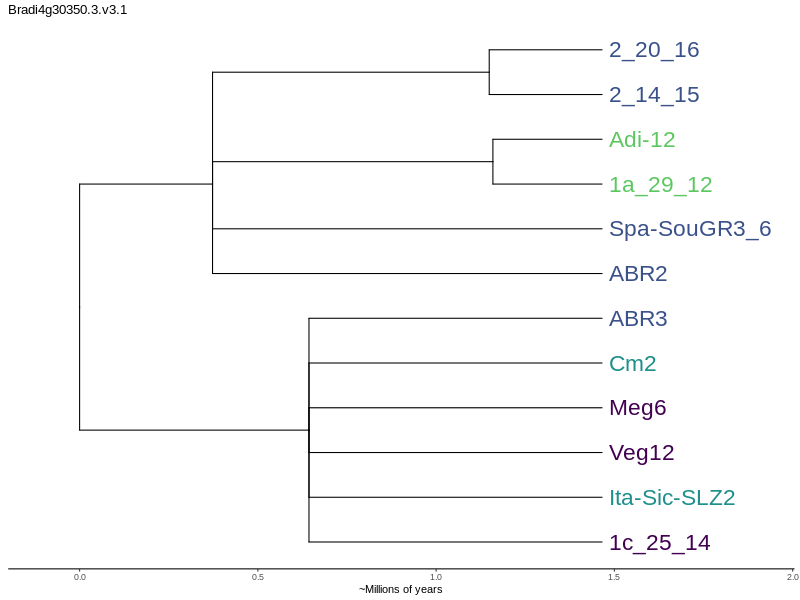 Bradi4g30350.3.v3.1
2_20_16
2_14_15
Adi-12
1a_29_12
Spa-SouGR3_6
ABR2
ABR3
Cm2
Meg6
Veg12
Ita-Sic-SLZ2
1c_25_14
0.0 0.5 1.0 1.5 2.0
~Millions of years